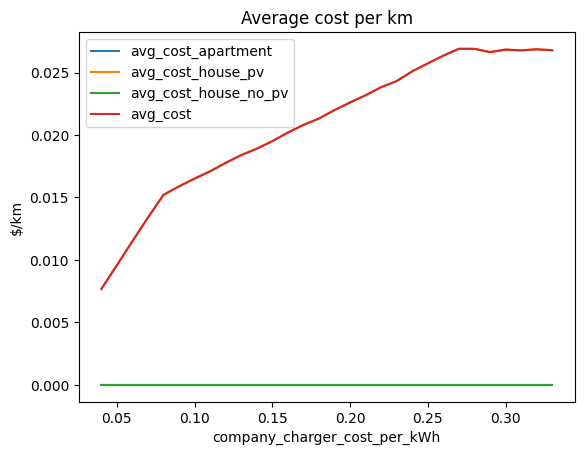 Average cost per km
avg_cost_apartment
avg_cost_house_pv
avg_cost_house_no_pv
avg_cost
$/km
0.025
0.020
0.015
0.010
0.005
0.000
0.05 0.10 0.15 0.20 0.25 0.30
company_charger_cost_per_kWh